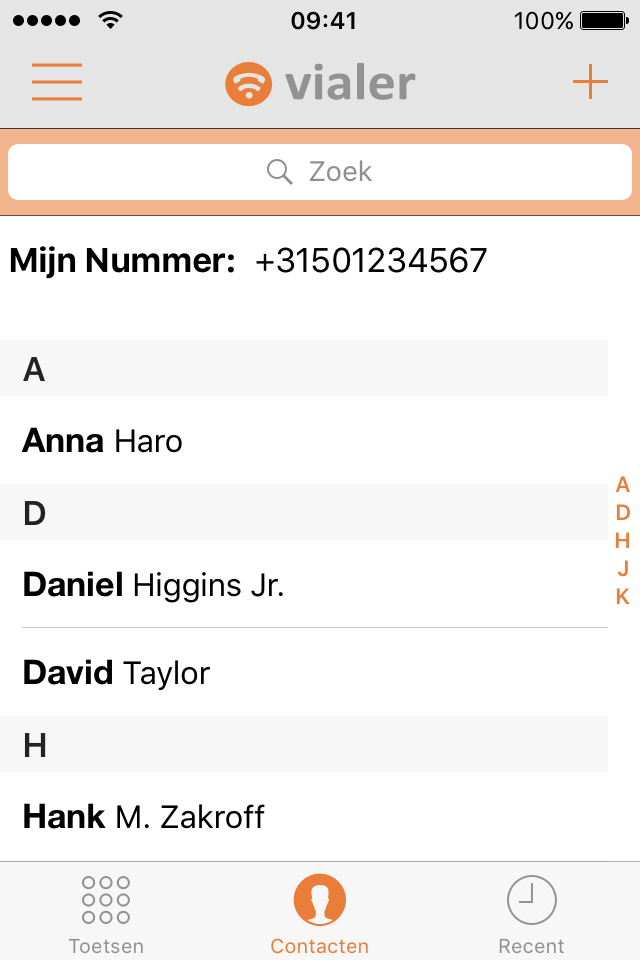 09:41 100%
vialer
Zoek
Mijn Nummer: +31501234567
A
Anna Haro
D
Daniel Higgins Jr.
David Taylor
H
Hank M. Zakroff
A
D
H
J
K
Toetsen Contacten Recent